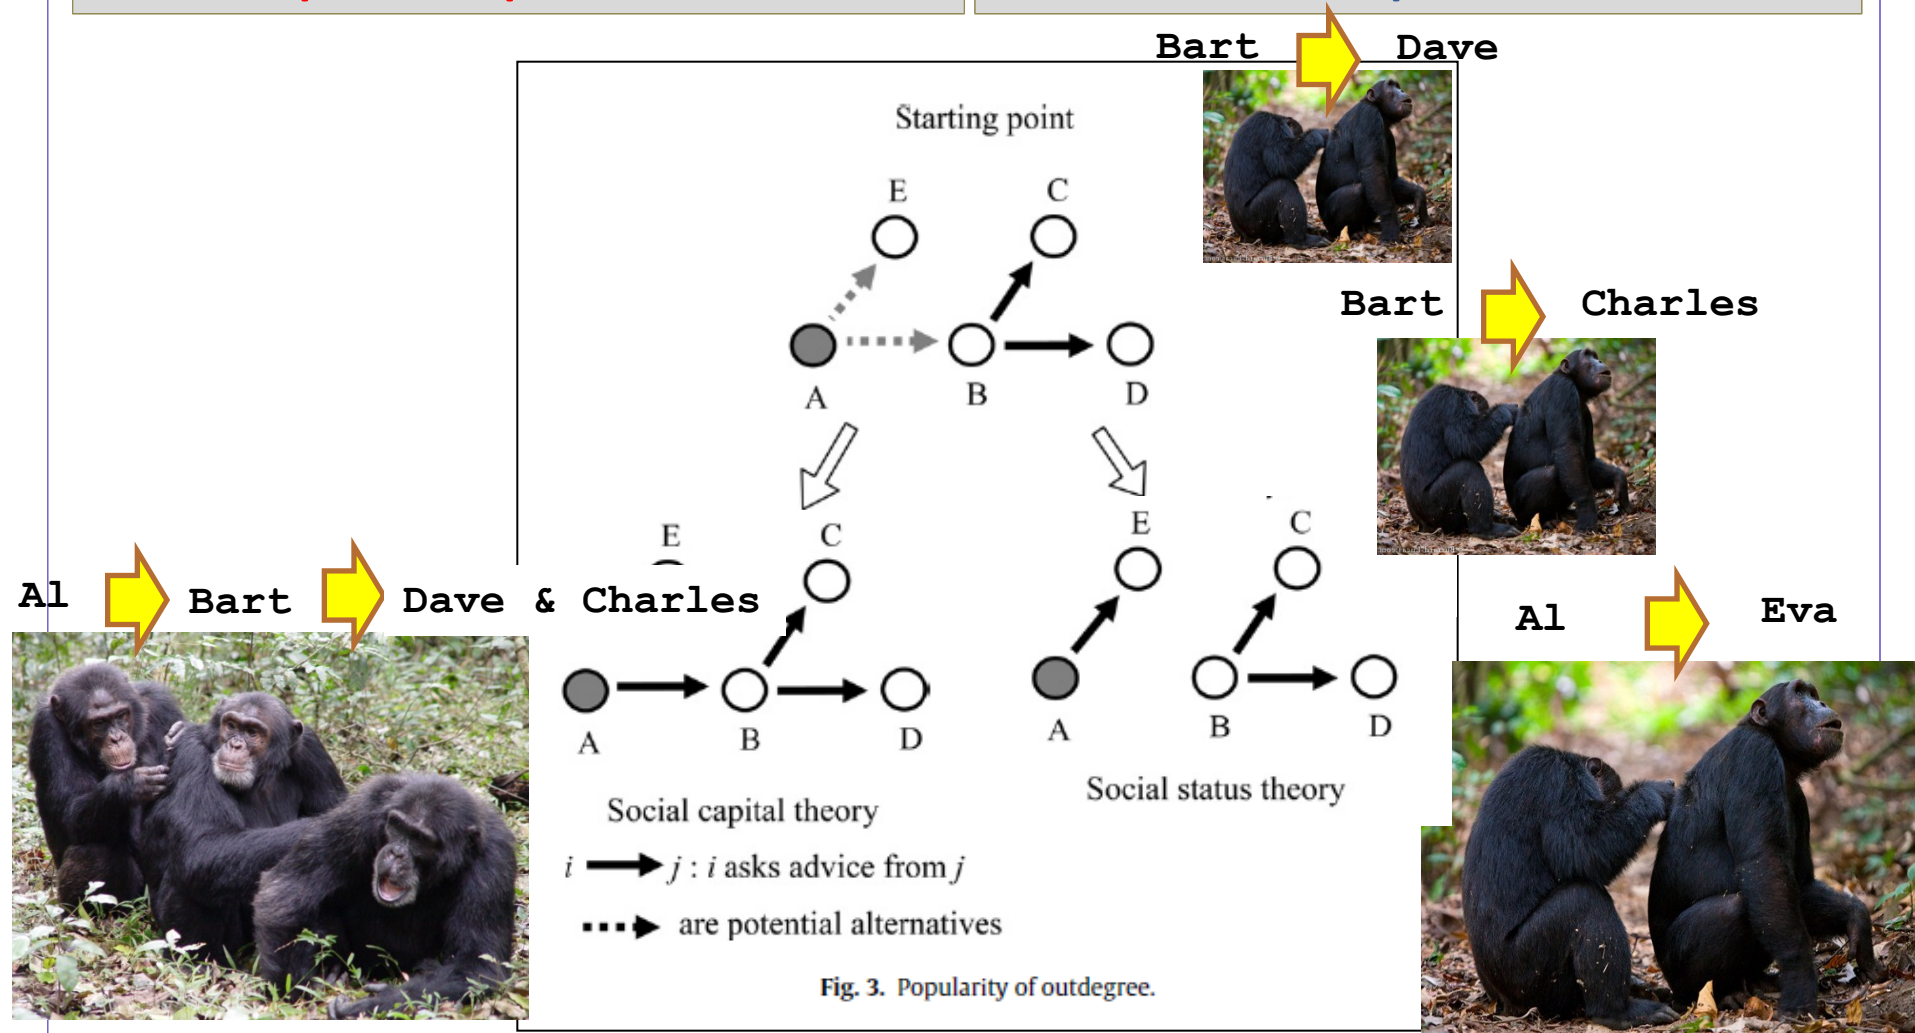 Bart Dave
Starting point
E C
A B D
Bart Charles
E C E C
Al Bart Dave & Charles
Al Eva
A B D A B D
Social capital theory Social status theory
i j : i asks advice from j
are potential alternatives
Fig. 3. Popularity of outdegree.